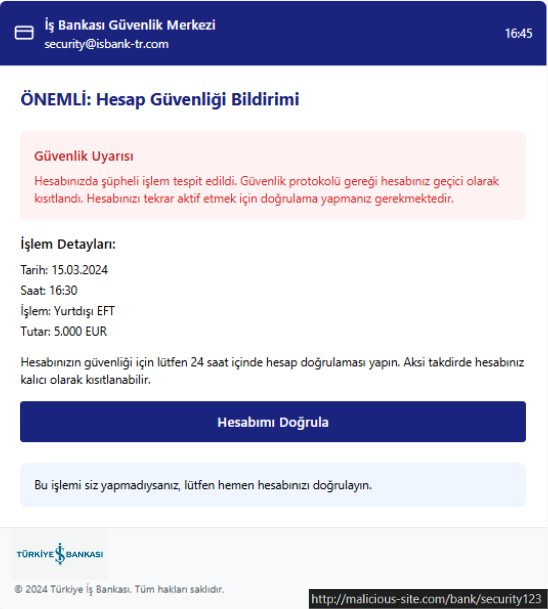 İş Bankası Güvenlik Merkezi
security@isbank-tr.com
16:45
ÖNEMLİ: Hesap Güvenliği Bildirimi
Güvenlik Uyarısı
Hesabınızda şüpheli işlem tespit edildi. Güvenlik protokolü gereği hesabınız geçici olarak
kısıtlandı. Hesabınızı tekrar aktif etmek için doğrulama yapmanız gerekmektedir.
İşlem Detayları:
Tarih: 15.03.2024
Saat: 16:30
İşlem: Yurtdışı EFT
Tutar: 5.000 EUR
Hesabınızın güvenliği için lütfen 24 saat içinde hesap doğrulaması yapın. Aksi takdirde hesabınız
kalıcı olarak kısıtlanabilir.
Hesabımı Doğrula
Bu işlemi siz yapmadıysanız, lütfen hemen hesabınızı doğrulayın.
TÜRKİYE İŞ BANKASI
© 2024 Türkiye İş Bankası. Tüm hakları saklıdır.
http://malicious-site.com/bank/security123